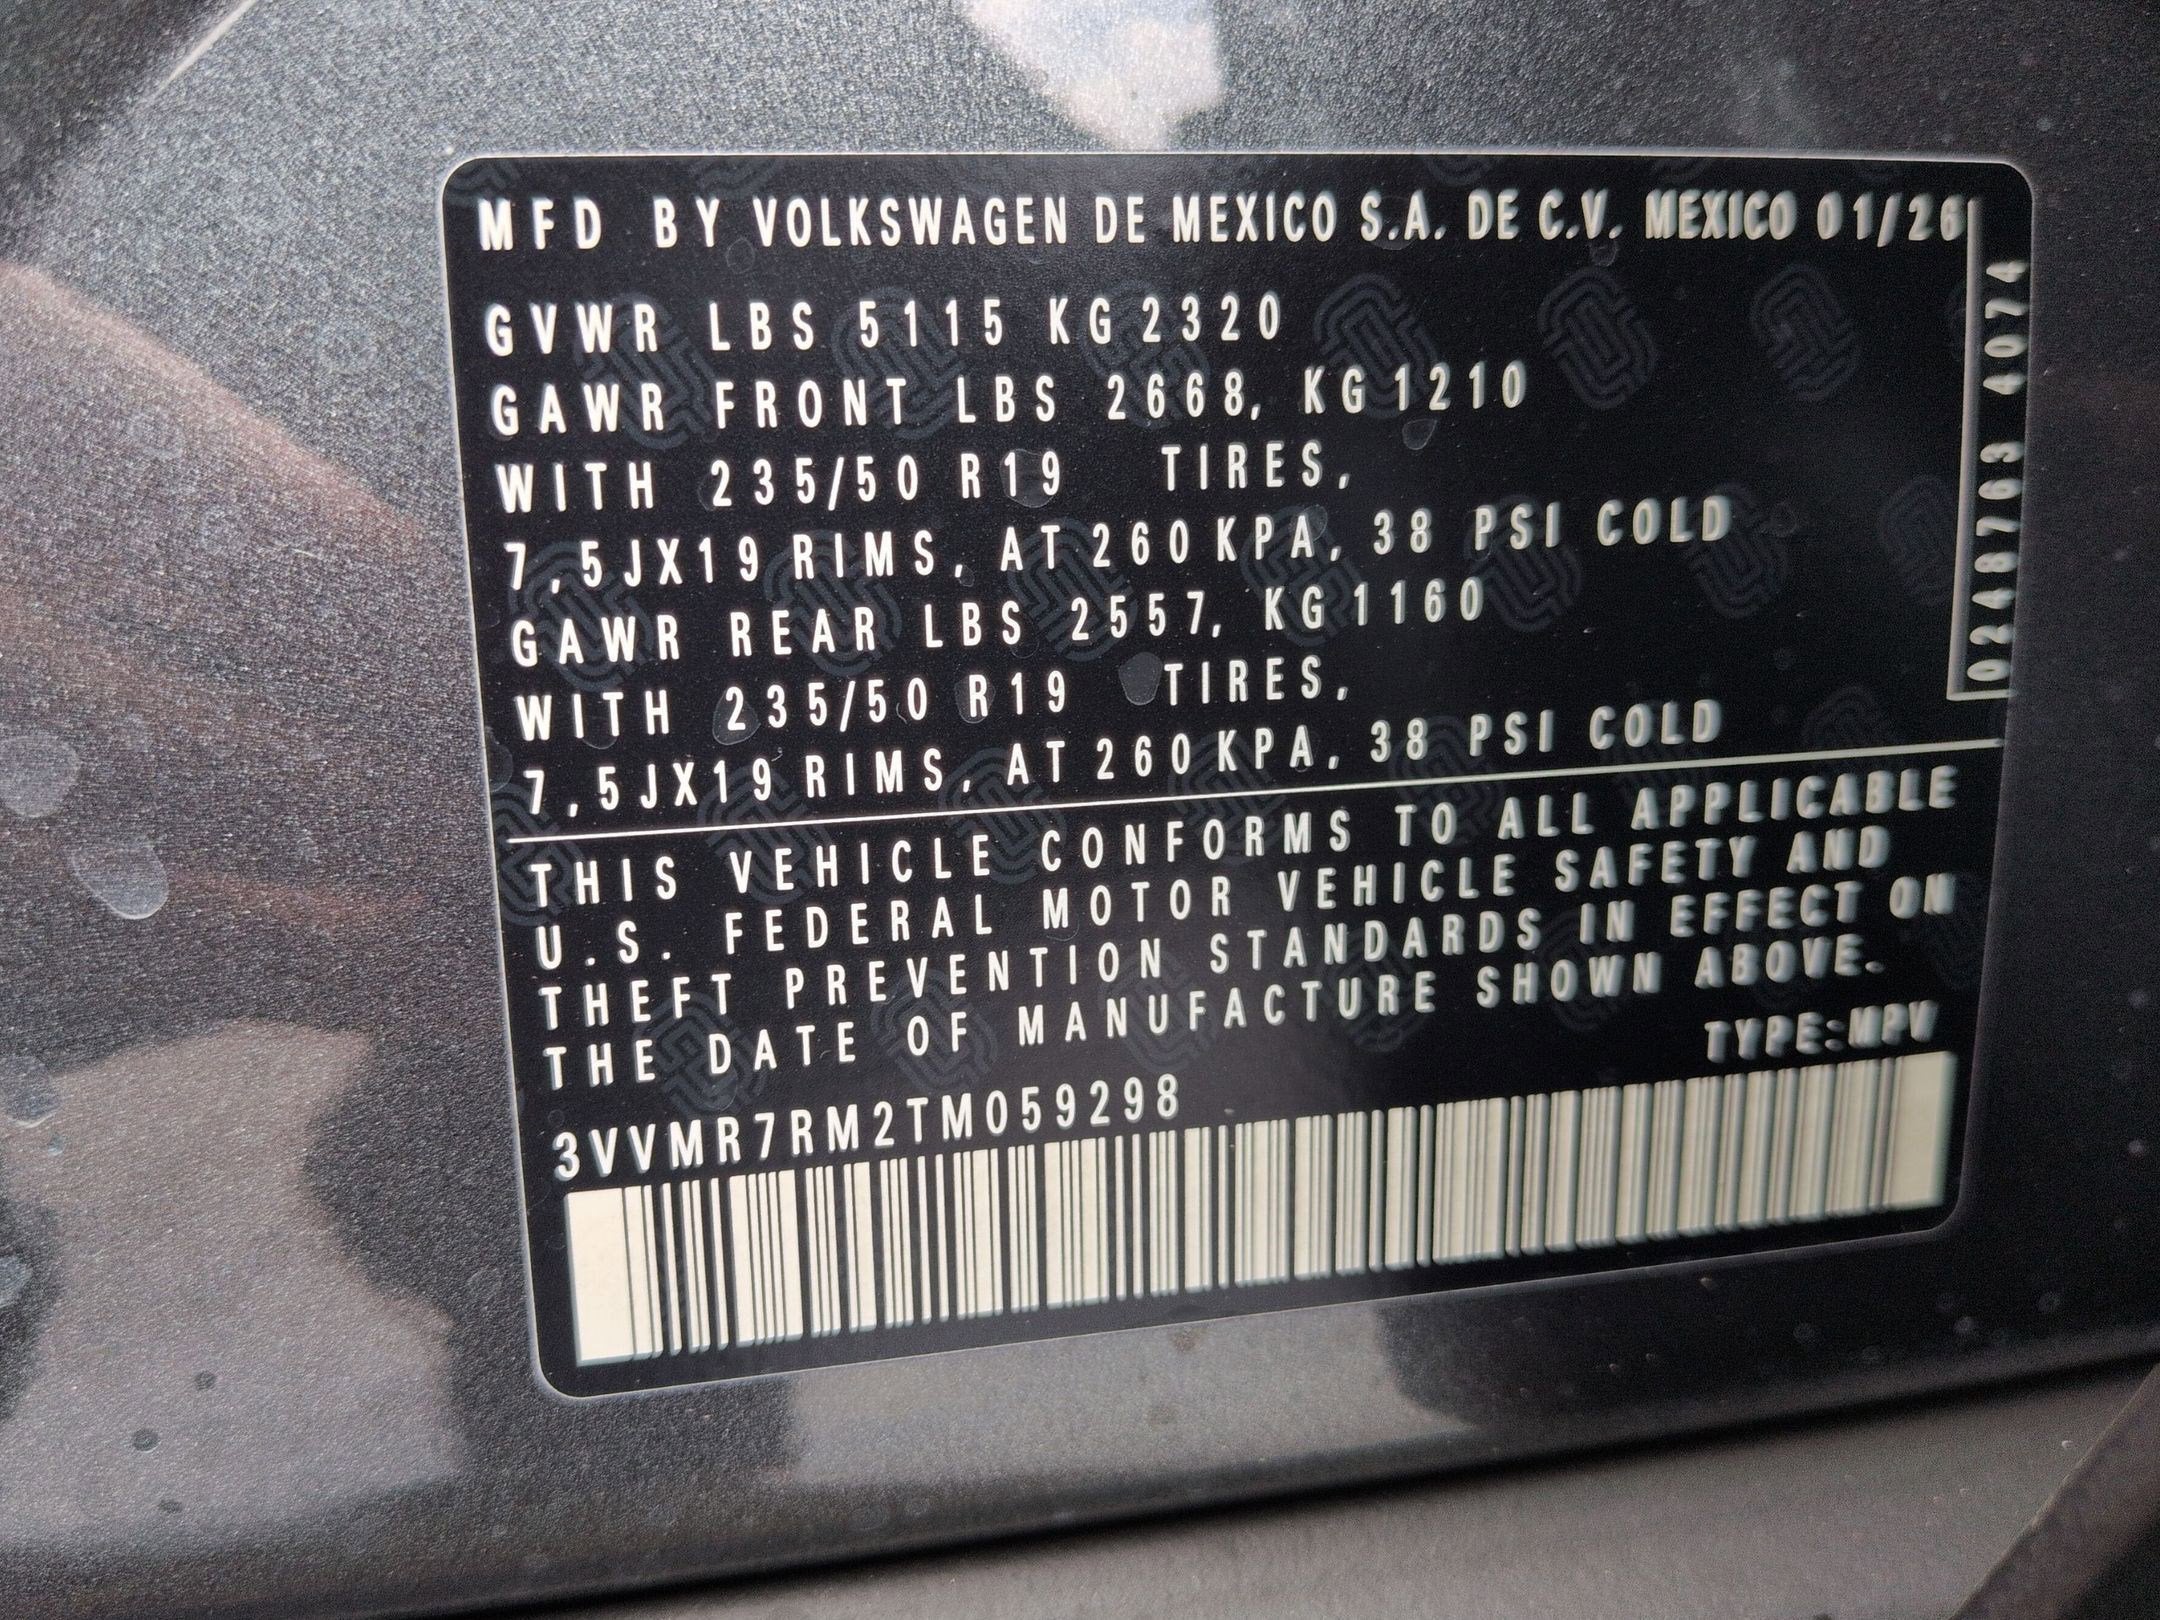 MFD BY VOLKSWAGEN DE MEXICO S.A. DE C.V. MEXICO 01/26
GVWR LBS 5115 KG 2320
GAWR FRONT LBS 2668, KG 1210
WITH 235/50 R19 TIRES,
7,5JX19 RIMS, AT 260 KPA, 38 PSI COLD
GAWR REAR LBS 2557, KG 1160
WITH 235/50 R19 TIRES,
7,5JX19 RIMS, AT 260 KPA, 38 PSI COLD
0248763 4074
THIS VEHICLE CONFORMS TO ALL APPLICABLE
U.S. FEDERAL MOTOR VEHICLE SAFETY AND
THEFT PREVENTION STANDARDS IN EFFECT ON
THE DATE OF MANUFACTURE SHOWN ABOVE.
TYPE:MPV
3VVMR7RM2TM059298